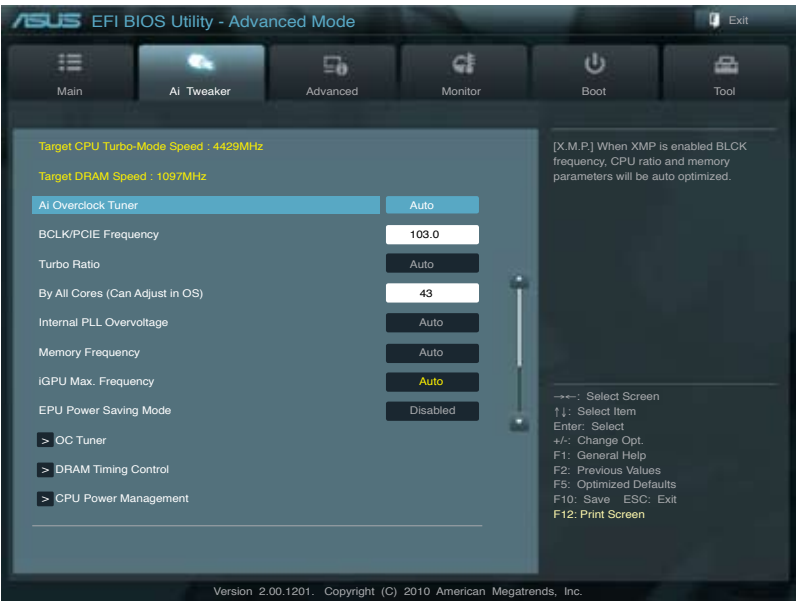 ASUS EFI BIOS Utility - Advanced Mode
Exit
Main
Ai Tweaker
Advanced
Monitor
Boot
Tool
Target CPU Turbo-Mode Speed : 4429MHz
Target DRAM Speed : 1097MHz
Ai Overclock Tuner Auto
BCLK/PCIE Frequency 103.0
Turbo Ratio Auto
By All Cores (Can Adjust in OS) 43
Internal PLL Overvoltage Auto
Memory Frequency Auto
iGPU Max. Frequency Auto
EPU Power Saving Mode Disabled
> OC Tuner
> DRAM Timing Control
> CPU Power Management
[X.M.P.] When XMP is enabled BLCK
frequency, CPU ratio and memory
parameters will be auto optimized.
→←: Select Screen
↑↓: Select Item
Enter: Select
+/-: Change Opt.
F1: General Help
F2: Previous Values
F5: Optimized Defaults
F10: Save ESC: Exit
F12: Print Screen
Version 2.00.1201. Copyright (C) 2010 American Megatrends, Inc.